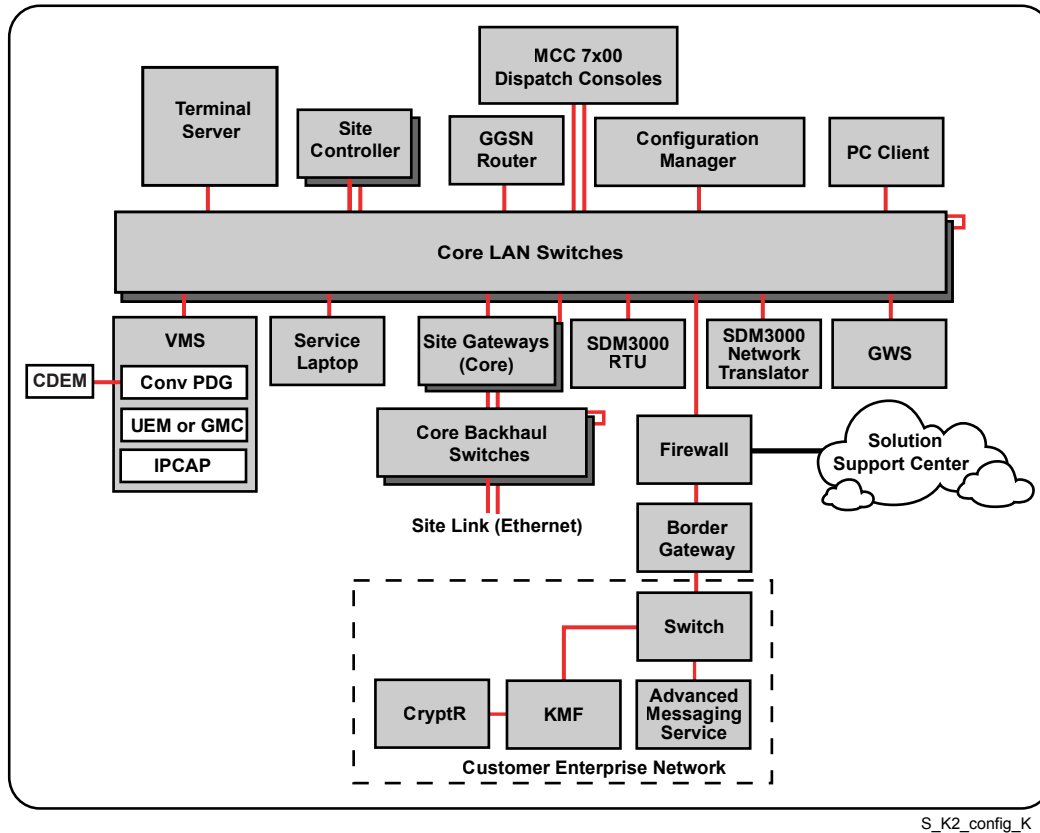 MCC 7x00
Dispatch Consoles
Terminal
Server
Site
Controller
GGSN
Router
Configuration
Manager
PC Client
Core LAN Switches
VMS
Conv PDG
UEM or GMC
IPCAP
CDEM
Service
Laptop
Site Gateways
(Core)
SDM3000
RTU
SDM3000
Network
Translator
GWS
Core Backhaul
Switches
Site Link (Ethernet)
Firewall
Solution
Support Center
Border
Gateway
Switch
CryptR
KMF
Advanced
Messaging
Service
Customer Enterprise Network
S_K2_config_K